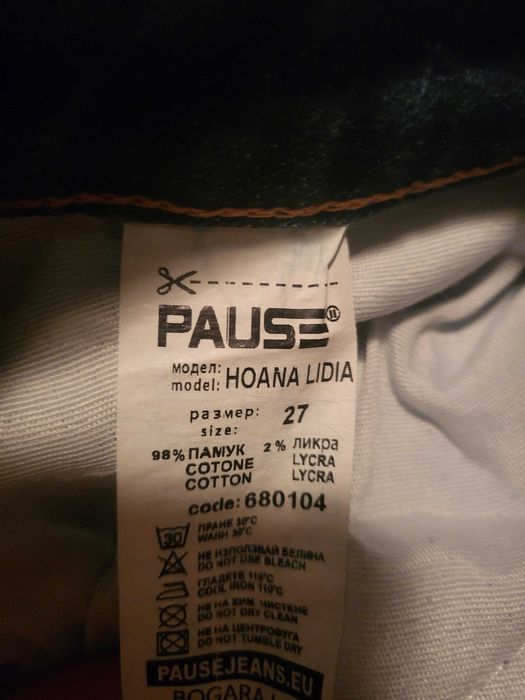 PAUSE
модел:
model: HOANA LIDIA
размер: 27
size:
98% ПАМУК 2% ЛИКРА
COTONE LYCRA
COTTON LYCRA
code: 680104
30 ПРАНЕ 30°C
WASH 30°C
НЕ ИЗПОЛЗВАЙ БЕЛИНА
DO NOT USE BLEACH
ГЛАДЕТЕ 110°C
COOL IRON 110°C
НЕ НА ХИМ. ЧИСТЕНЕ
DO NOT DRY CLEAN
НЕ НА ЦЕНТРОФУГА
DO NOT TUMBLE DRY
PAUSEJEANS.EU
BOGARA